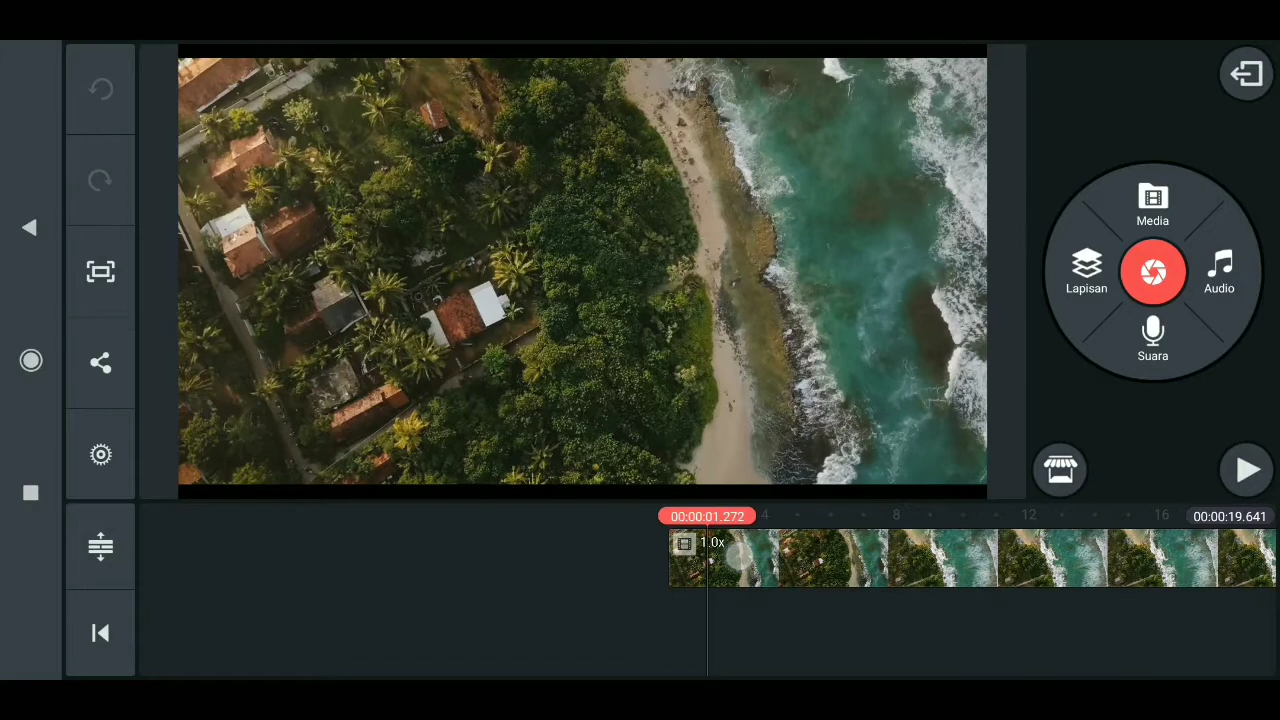 Media
Lapisan
Audio
Suara
00:00:01.272
4
8
12
16
00:00:19.641
1.0x